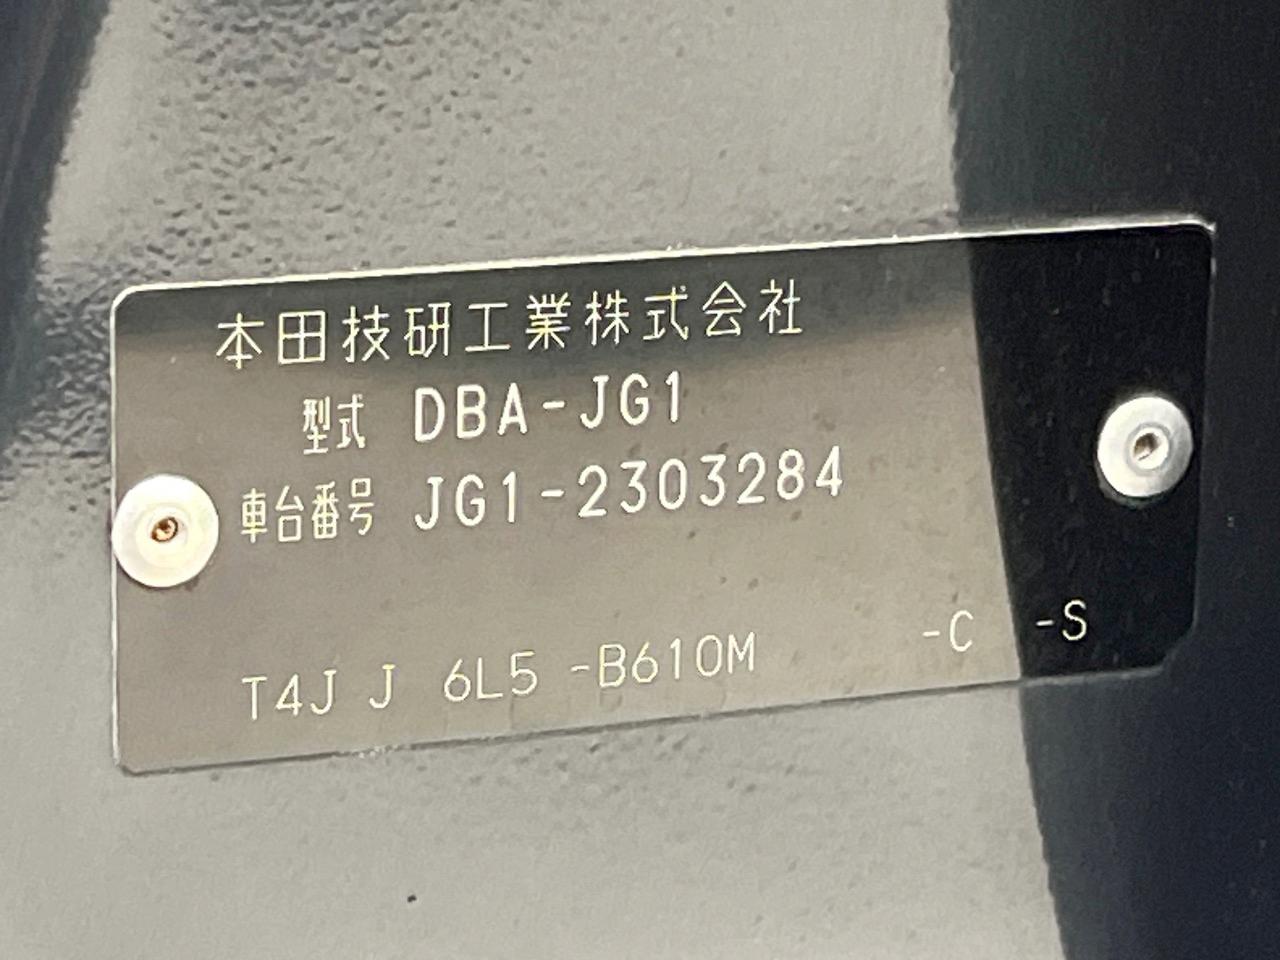 本田技研工業株式会社
型式 DBA-JG1
車台番号 JG1-2303284
T4J J 6L5 -B610M -C -S